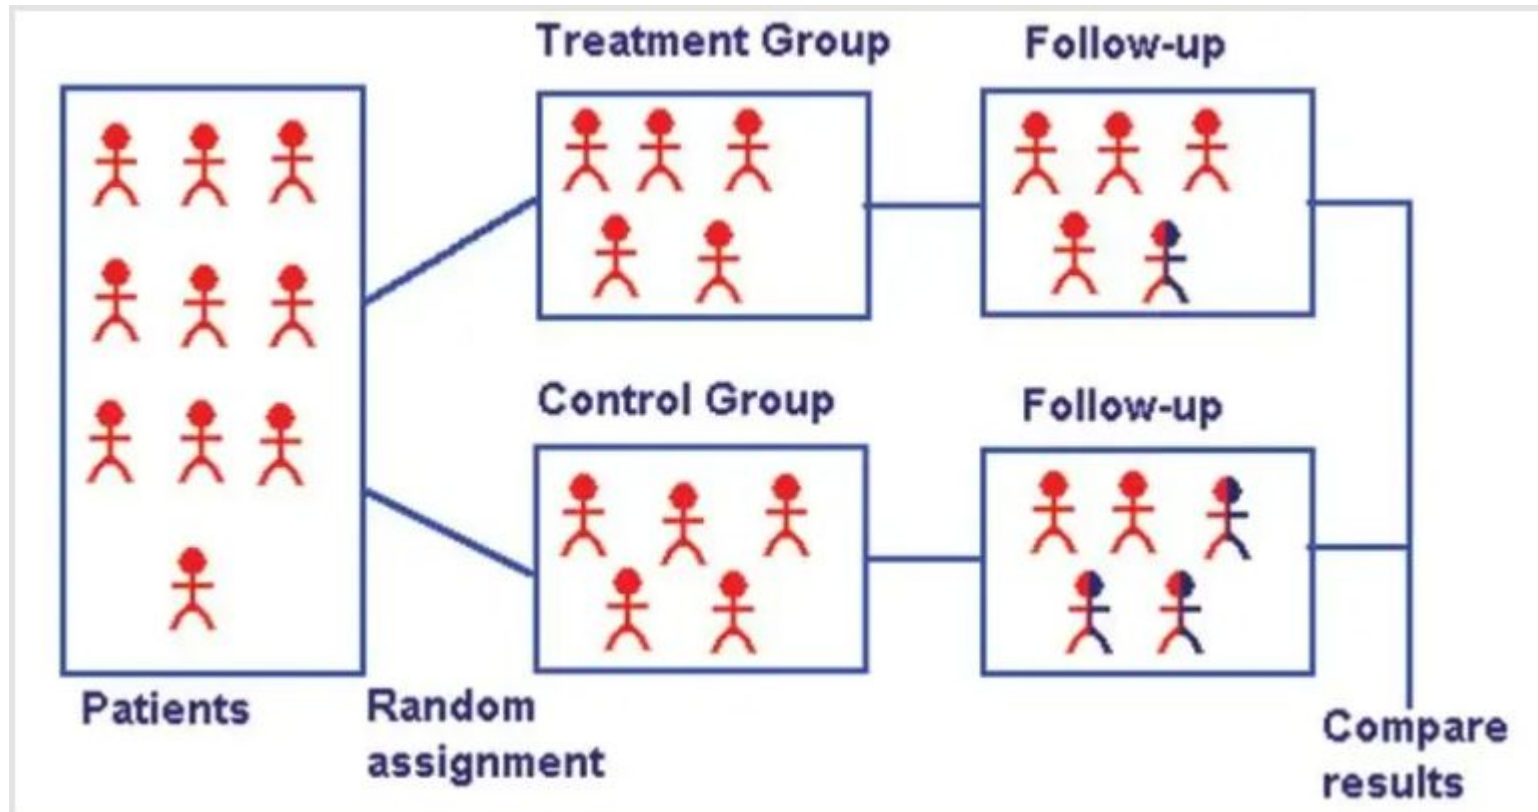 Treatment Group
Follow-up
Control Group
Follow-up
Patients
Random
assignment
Compare
results